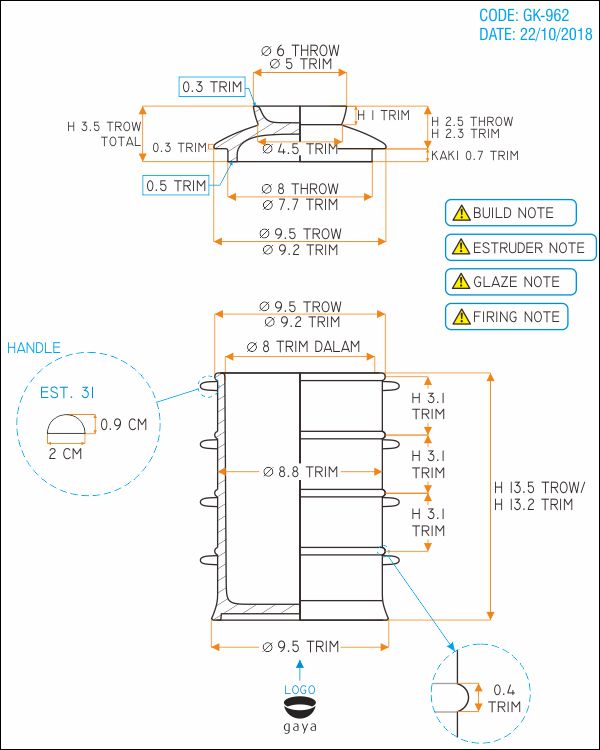 CODE: GK-962
DATE: 22/10/2018
Ø 6 THROW
Ø 5 TRIM
0.3 TRIM
H 1 TRIM
H 3.5 TROW
TOTAL
H 2.5 THROW
H 2.3 TRIM
0.3 TRIM
Ø 4.5 TRIM
KAKI 0.7 TRIM
0.5 TRIM
Ø 8 THROW
Ø 7.7 TRIM
Ø 9.5 TROW
Ø 9.2 TRIM
BUILD NOTE
ESTRUDER NOTE
GLAZE NOTE
FIRING NOTE
Ø 9.5 TROW
Ø 9.2 TRIM
Ø 8 TRIM DALAM
HANDLE
EST. 31
0.9 CM
2 CM
H 3.1
TRIM
H 3.1
TRIM
H 3.1
TRIM
Ø 8.8 TRIM
H 13.5 TROW/
H 13.2 TRIM
Ø 9.5 TRIM
LOGO
gaya
0.4
TRIM